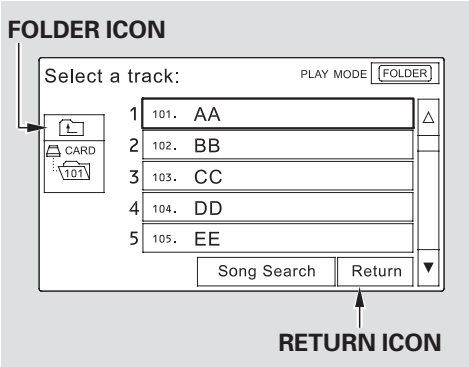 FOLDER ICON
Select a track:
PLAY MODE FOLDER
1 101. AA
CARD
2 102. BB
101
3 103. CC
4 104. DD
5 105. EE
Song Search
Return
RETURN ICON